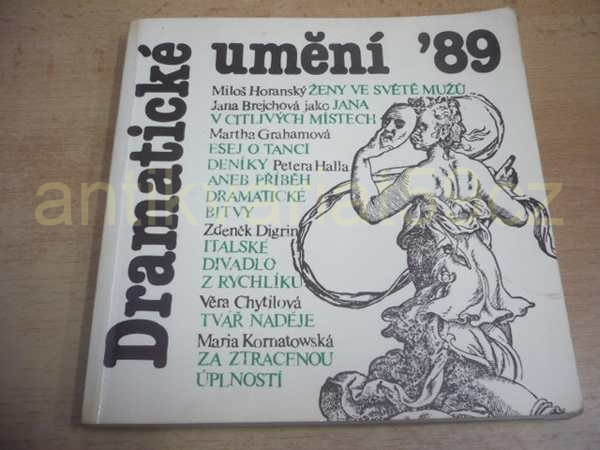 Dramatické
umění '89
Miloš Horanský ŽENY VE SVĚTĚ MUŽŮ
Jana Brejchová jako JANA
V CITLIVÝCH MÍSTECH
Martha Grahamová
ESEJ O TANCI
DENÍKY Petera Halla
ANEB PŘÍBĚH
DRAMATICKÉ
BITVY
Zdeněk Digrin
ITALSKÉ
DIVADLO
Z RYCHLÍKU
Věra Chytilová
TVÁŘ NADĚJE
Maria Kornatowská
ZA ZTRACENOU
ÚPLNOSTÍ